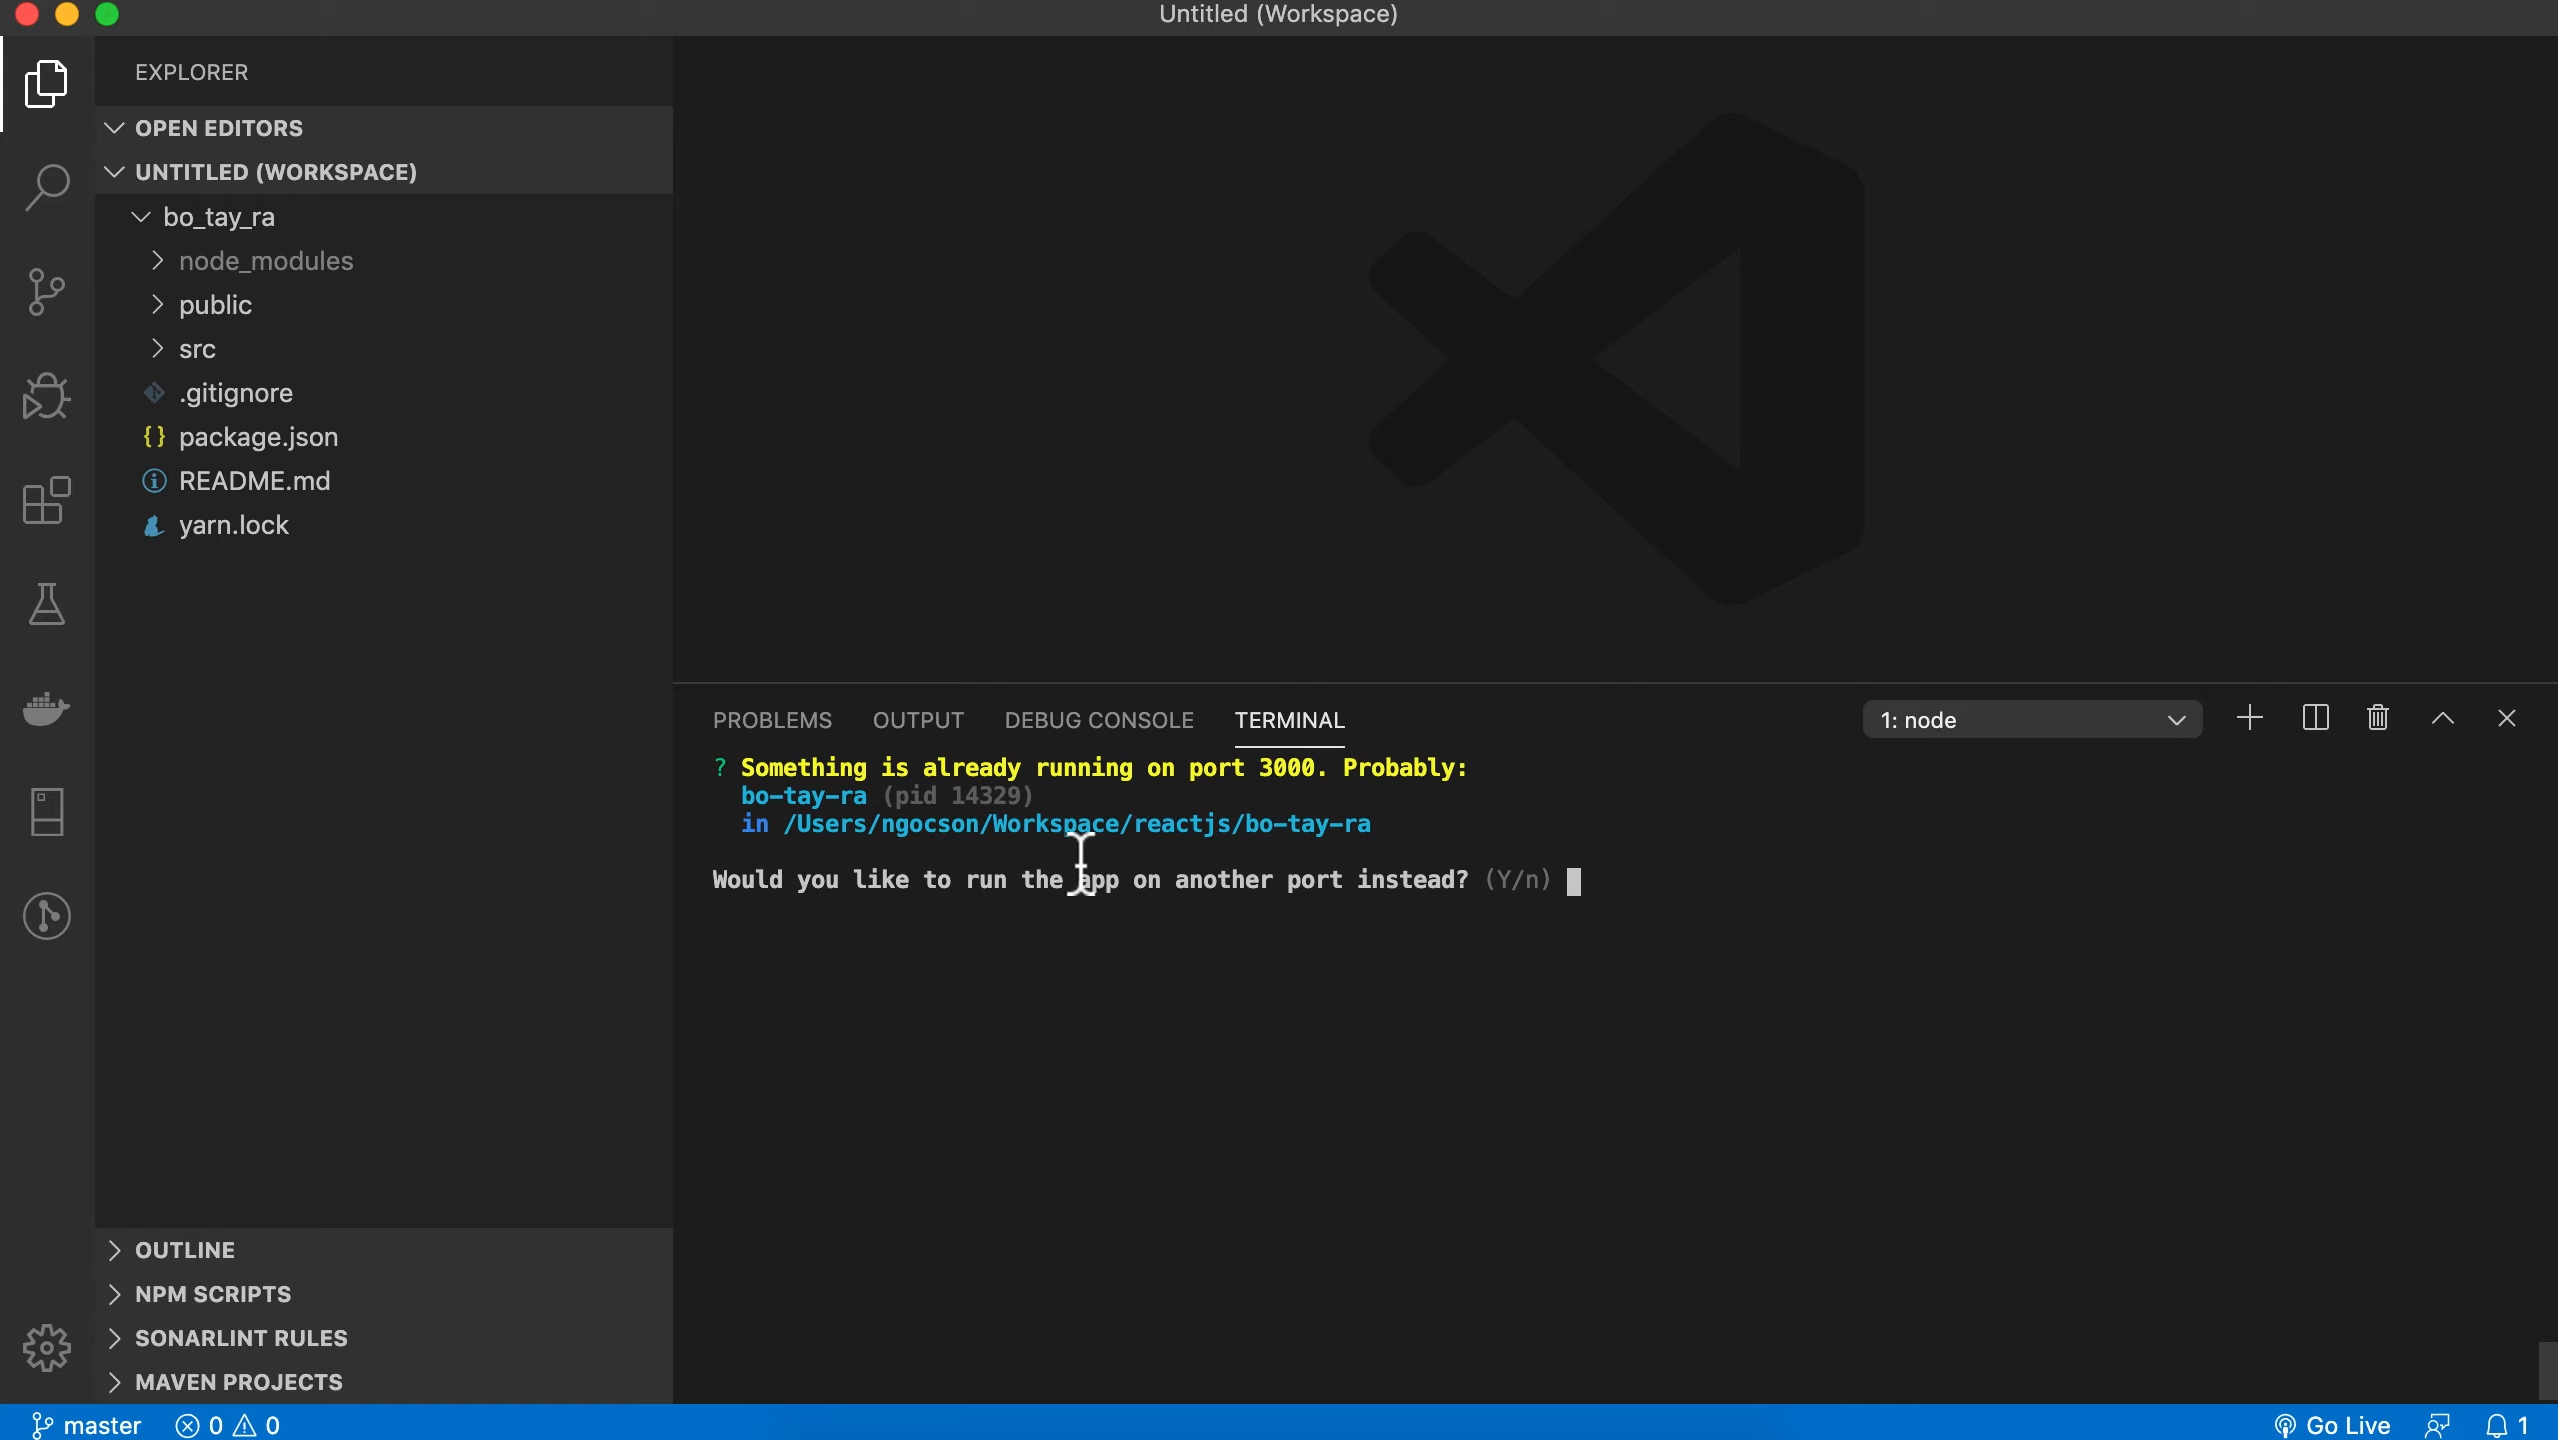 Untitled (Workspace)
EXPLORER
OPEN EDITORS
UNTITLED (WORKSPACE)
bo_tay_ra
node_modules
public
src
.gitignore
package.json
README.md
yarn.lock
OUTLINE
NPM SCRIPTS
SONARLINT RULES
MAVEN PROJECTS
PROBLEMS OUTPUT DEBUG CONSOLE TERMINAL 1: node
? Something is already running on port 3000. Probably:
bo-tay-ra (pid 14329)
in /Users/ngocson/Workspace/reactjs/bo-tay-ra
Would you like to run the app on another port instead? (Y/n)
master 0 0 Go Live 1